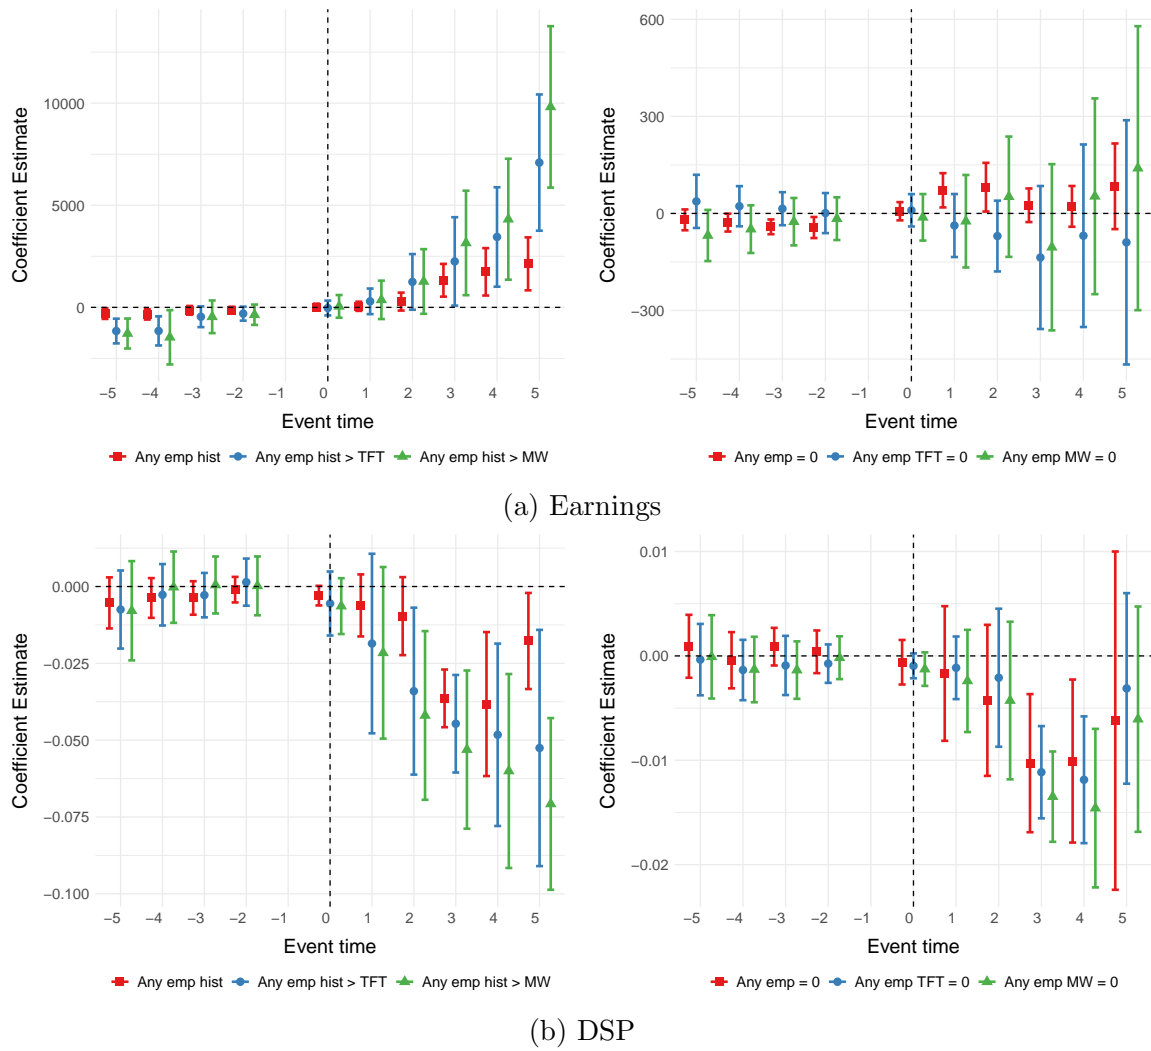 Coefficient Estimate
10000
5000
0
−5 −4 −3 −2 −1 0 1 2 3 4 5
Event time
Any emp hist Any emp hist > TFT Any emp hist > MW
Coefficient Estimate
600
300
0
−300
−5 −4 −3 −2 −1 0 1 2 3 4 5
Event time
Any emp = 0 Any emp TFT = 0 Any emp MW = 0
(a) Earnings
Coefficient Estimate
0.000
−0.025
−0.050
−0.075
−0.100
−5 −4 −3 −2 −1 0 1 2 3 4 5
Event time
Any emp hist Any emp hist > TFT Any emp hist > MW
Coefficient Estimate
0.01
0.00
−0.01
−0.02
−5 −4 −3 −2 −1 0 1 2 3 4 5
Event time
Any emp = 0 Any emp TFT = 0 Any emp MW = 0
(b) DSP